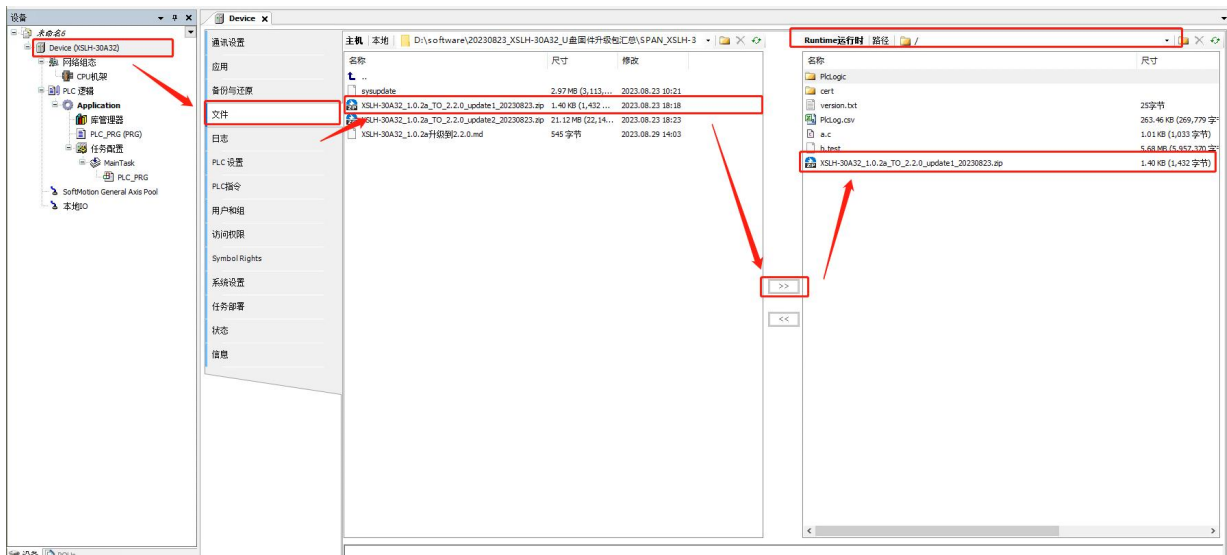 设备
Device
未命名6
Device (XSLH-30A32)
网络组态
CPU机架
PLC 逻辑
Application
库管理器
PLC_PRG (PRG)
任务配置
MainTask
PLC_PRG
SoftMotion General Axis Pool
本地IO
通讯设置
应用
备份与还原
文件
日志
PLC 设置
PLC指令
用户和组
访问权限
Symbol Rights
系统设置
任务部署
状态
信息
主机 本地 D:\software\20230823_XSLH-30A32_U盘固件升级包汇总\SPAN_XSLH-3
名称 尺寸 修改
..
sysupdate 2.97 MB (3,113,... 2023.08.23 10:21
XSLH-30A32_1.0.2a_TO_2.2.0_update1_20230823.zip 1.40 KB (1,432 ... 2023.08.23 18:18
XSLH-30A32_1.0.2a_TO_2.2.0_update2_20230823.zip 21.12 MB (22,14... 2023.08.23 18:23
XSLH-30A32_1.0.2a升级到2.2.0.md 545 字节 2023.08.29 14:03
>>
<<
Runtime运行时 路径 /
名称 尺寸
PlcLogic
cert
version.txt 25字节
PlcLog.csv 263.46 KB (269,779 字
a.c 1.01 KB (1,033 字节)
b.test 5.68 MB (5,957,370 字
XSLH-30A32_1.0.2a_TO_2.2.0_update1_20230823.zip 1.40 KB (1,432 字节)
设备 POUs